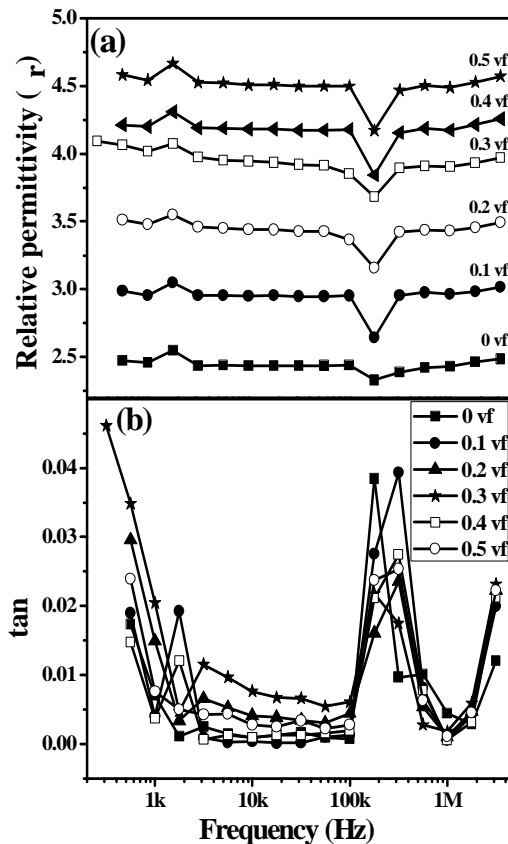 (a)
Relative permittivity (  r)
5.0
4.5
4.0
3.5
3.0
2.5
0.5 vf
0.4 vf
0.3 vf
0.2 vf
0.1 vf
0 vf
(b)
tan
0.04
0.03
0.02
0.01
0.00
0 vf
0.1 vf
0.2 vf
0.3 vf
0.4 vf
0.5 vf
1k
10k
100k
1M
Frequency (Hz)